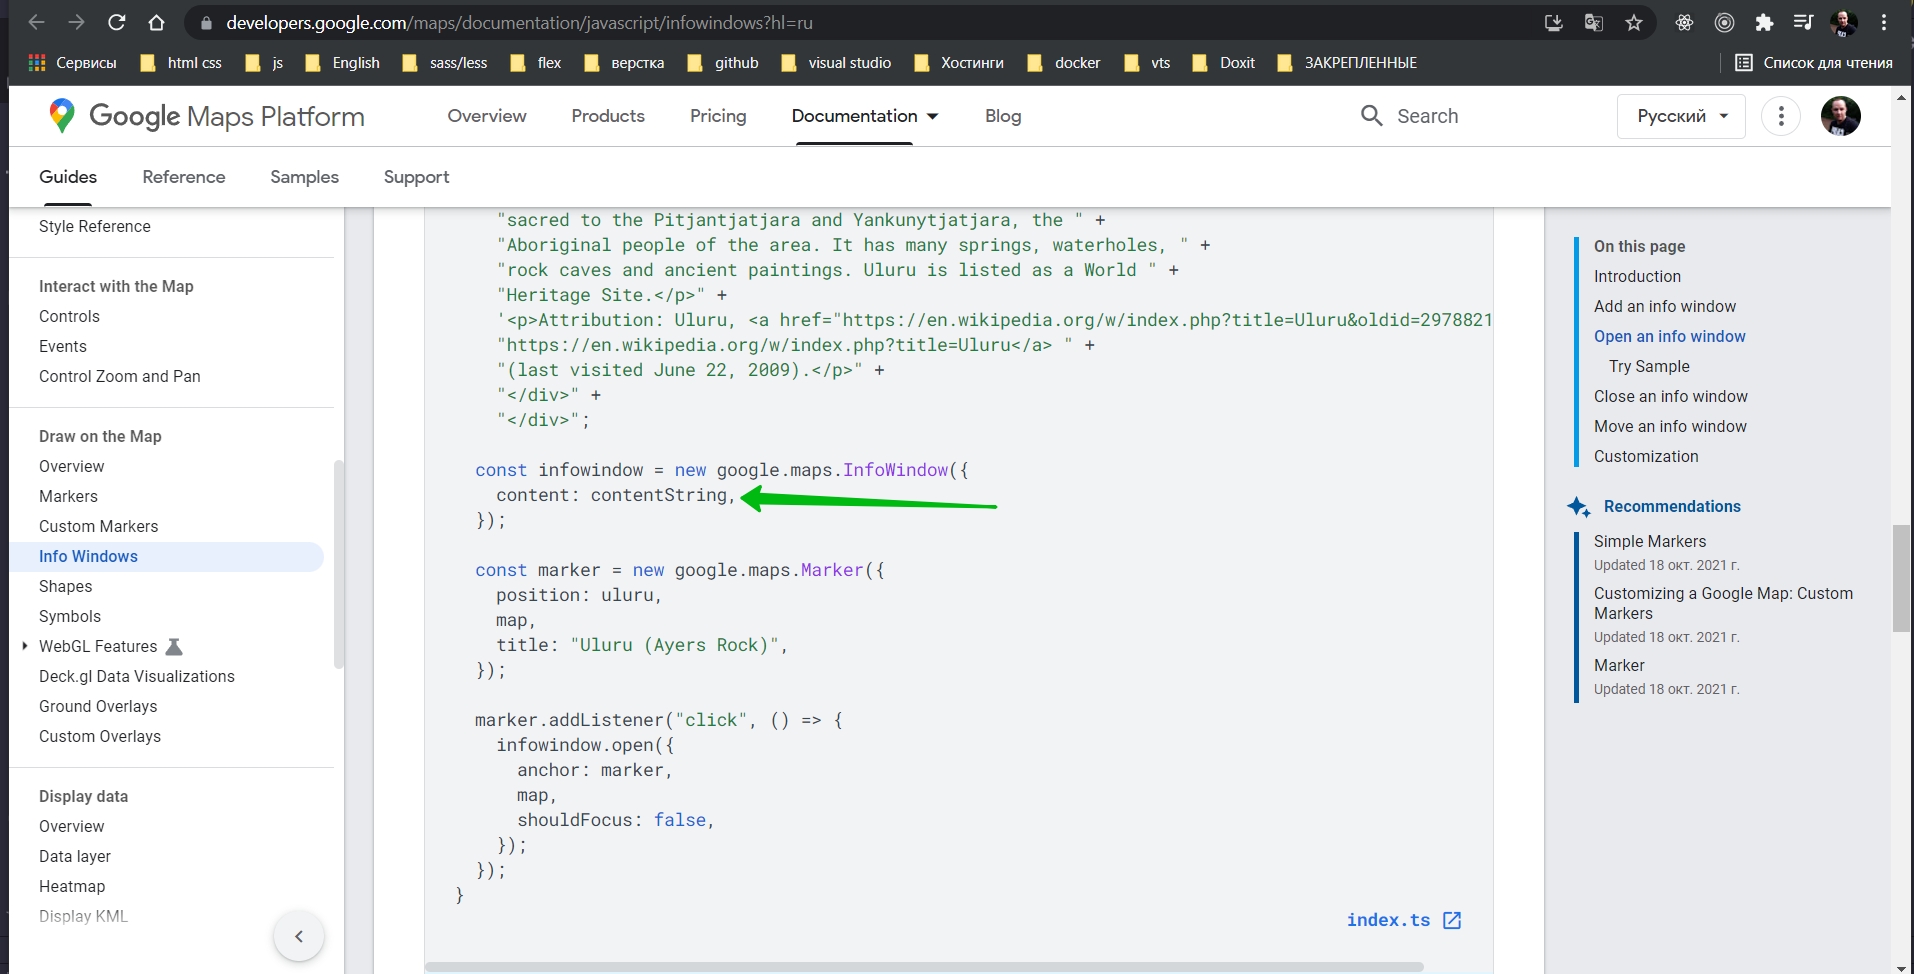 developers.google.com/maps/documentation/javascript/infowindows?hl=ru
Сервисы html css js English sass/less flex верстка github visual studio Хостинги docker vts Doxit ЗАКРЕПЛЕННЫЕ Список для чтения
Google Maps Platform Overview Products Pricing Documentation Blog Search Русский
Guides Reference Samples Support
Style Reference
Interact with the Map
Controls
Events
Control Zoom and Pan
Draw on the Map
Overview
Markers
Custom Markers
Info Windows
Shapes
Symbols
WebGL Features
Deck.gl Data Visualizations
Ground Overlays
Custom Overlays
Display data
Overview
Data layer
Heatmap
Display KML
"sacred to the Pitjantjatjara and Yankunytjatjara, the " +
"Aboriginal people of the area. It has many springs, waterholes, " +
"rock caves and ancient paintings. Uluru is listed as a World " +
"Heritage Site.</p>" +
'<p>Attribution: Uluru, <a href="https://en.wikipedia.org/w/index.php?title=Uluru&oldid=2978821
"https://en.wikipedia.org/w/index.php?title=Uluru</a> " +
"(last visited June 22, 2009).</p>" +
"</div>" +
"</div>";
const infowindow = new google.maps.InfoWindow({
content: contentString,
});
const marker = new google.maps.Marker({
position: uluru,
map,
title: "Uluru (Ayers Rock)",
});
marker.addListener("click", () => {
infowindow.open({
anchor: marker,
map,
shouldFocus: false,
});
});
}
index.ts
On this page
Introduction
Add an info window
Open an info window
Try Sample
Close an info window
Move an info window
Customization
Recommendations
Simple Markers
Updated 18 окт. 2021 г.
Customizing a Google Map: Custom
Markers
Updated 18 окт. 2021 г.
Marker
Updated 18 окт. 2021 г.